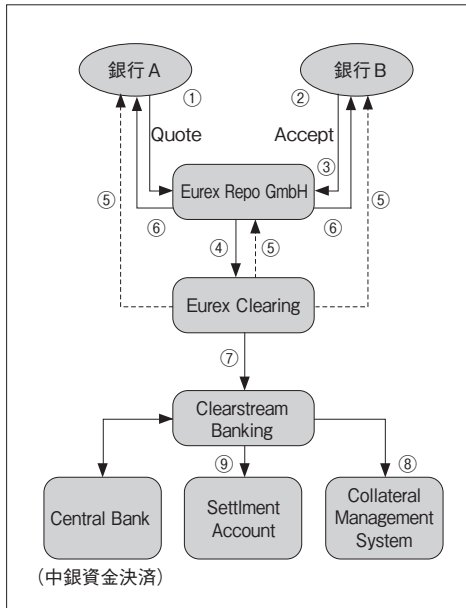 銀行A
銀行B
①
②
Quote
Accept
③
Eurex Repo GmbH
⑤
⑥
④
⑤
⑥
⑤
Eurex Clearing
⑦
Clearstream
Banking
⑨
⑧
Central Bank
Settlment
Account
Collateral
Management
System
(中銀資金決済)